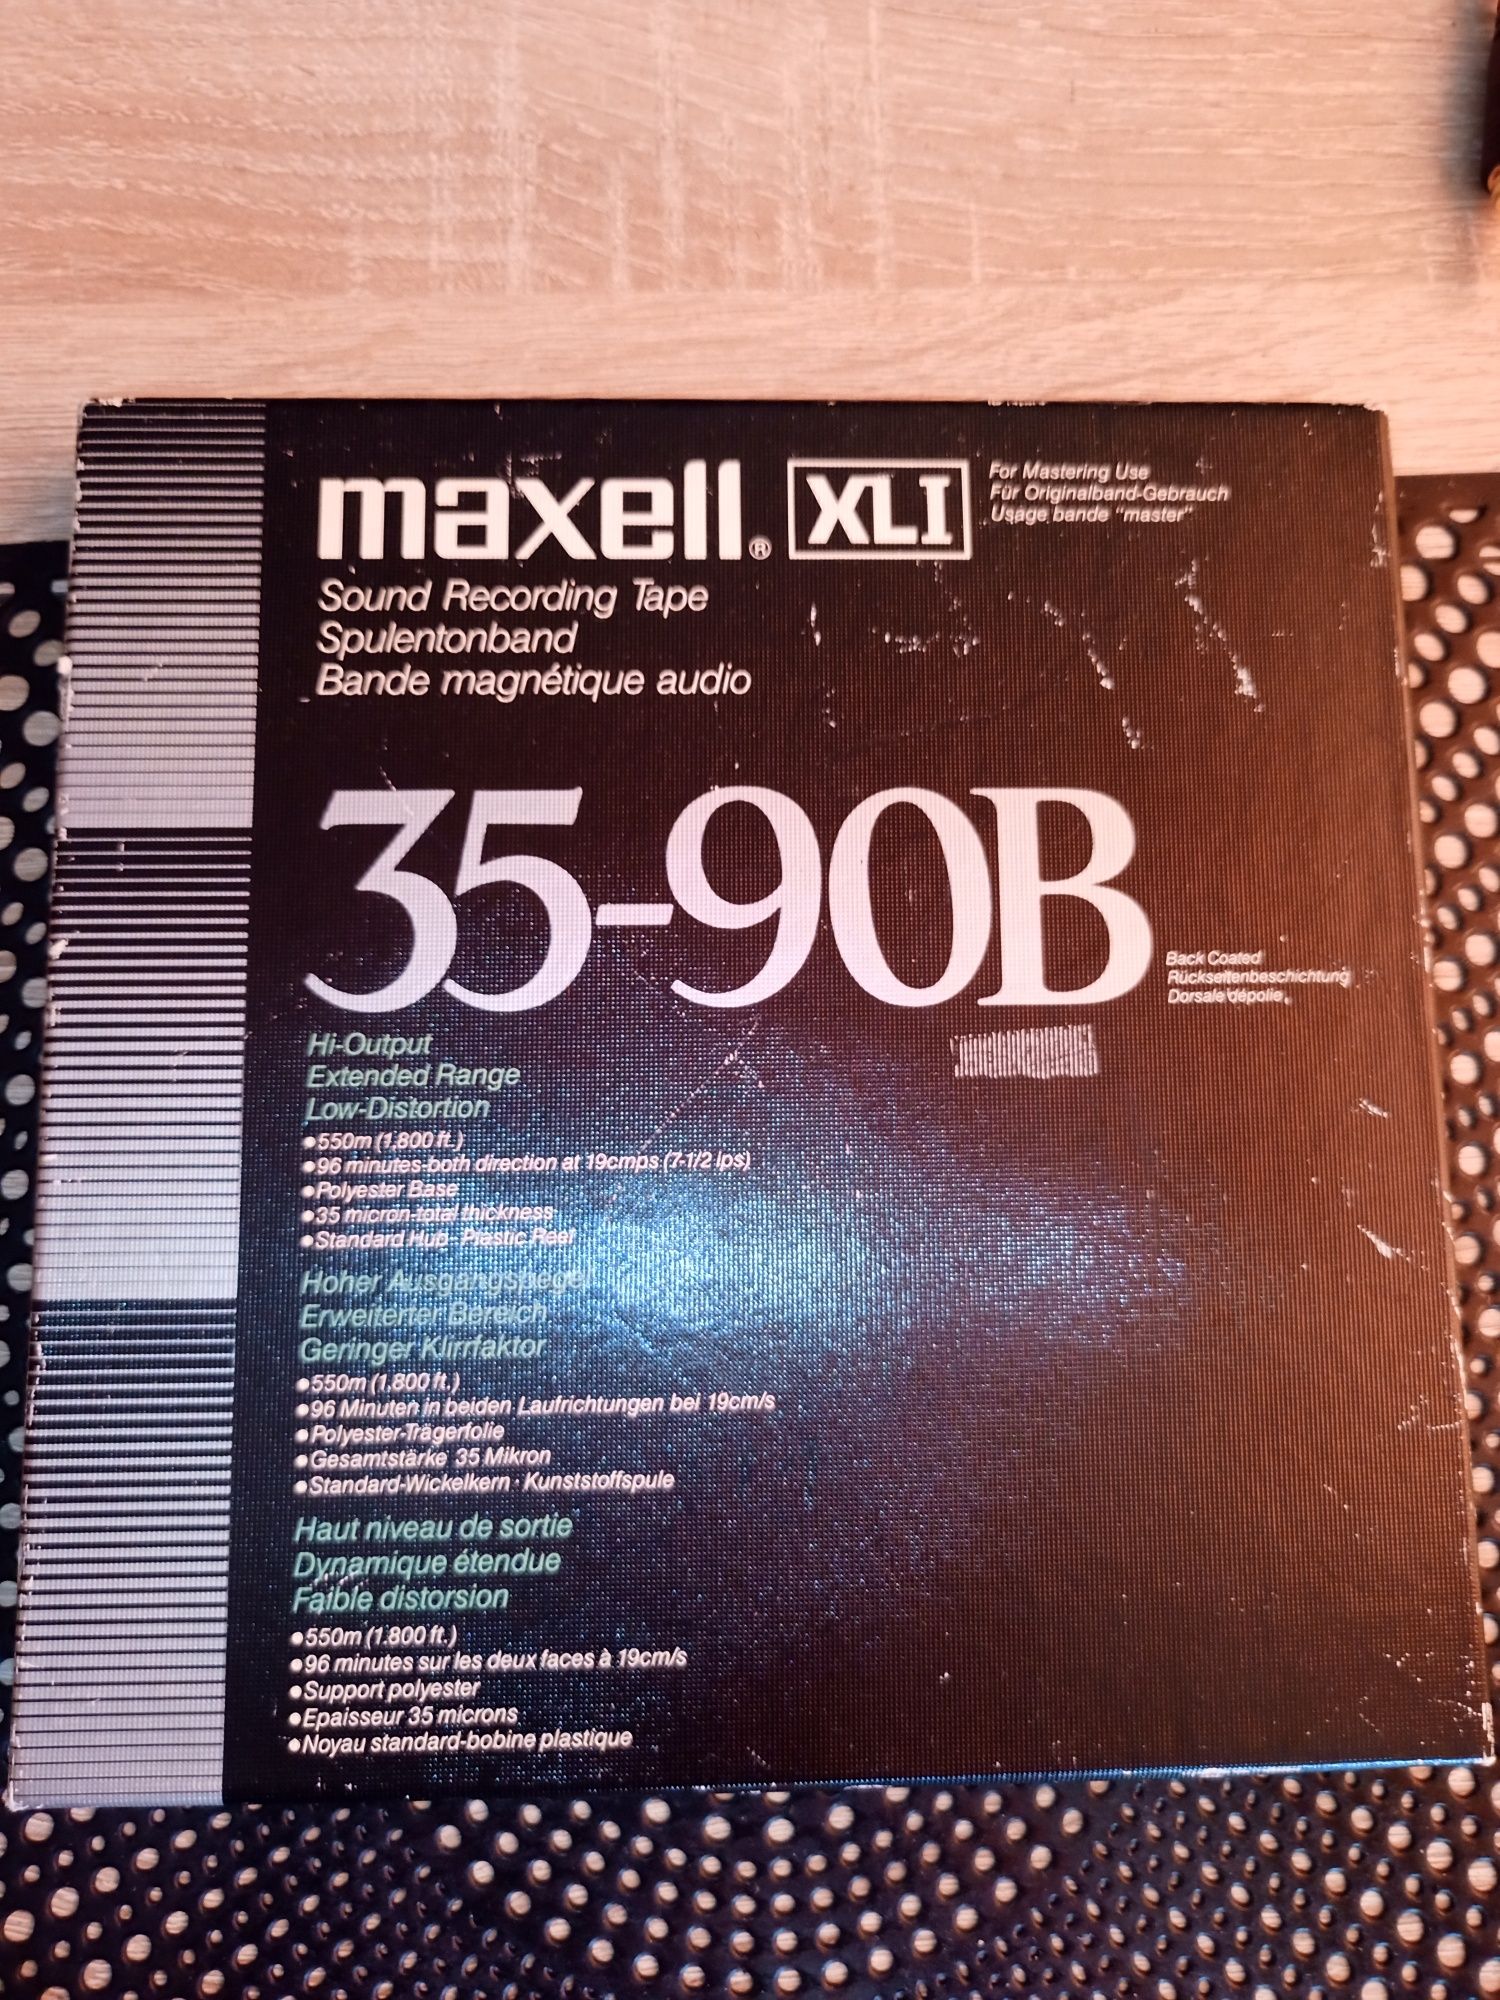 maxell® XLI
For Mastering Use
Für Originalband-Gebrauch
Usage bande "master"
Sound Recording Tape
Spulentonband
Bande magnétique audio
35-90B
Back Coated
Rückseitenbeschichtung
Dorsale dépolie
Hi-Output
Extended Range
Low-Distortion
•550m (1,800 ft.)
•96 minutes-both direction at 19cmps (7-1/2 ips)
•Polyester Base
•35 micron-total thickness
•Standard Hub- Plastic Reel
Hoher Ausgangspegel
Erweiterter Bereich
Geringer Klirrfaktor
•550m (1.800 ft.)
•96 Minuten in beiden Laufrichtungen bei 19cm/s
•Polyester-Trägerfolie
•Gesamtstärke 35 Mikron
•Standard-Wickelkern · Kunststoffspule
Haut niveau de sortie
Dynamique étendue
Faible distorsion
•550m (1.800 ft.)
•96 minutes sur les deux faces à 19cm/s
•Support polyester
•Epaisseur 35 microns
•Noyau standard-bobine plastique